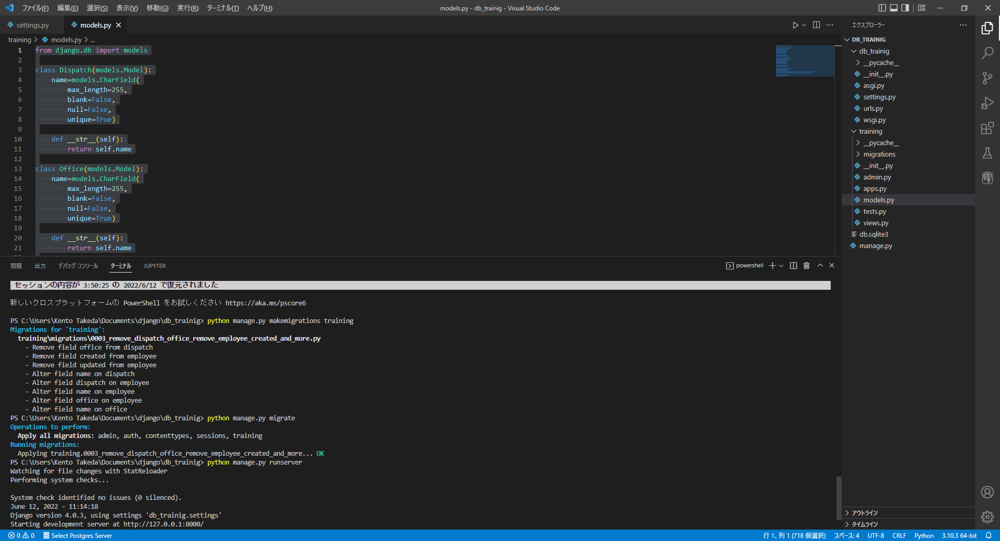 ファイル(F) 編集(E) 選択(S) 表示(V) 移動(G) 実行(R) ターミナル(T) ヘルプ(H)
models.py - db_trainig - Visual Studio Code
settings.py
models.py
training > models.py > ...
1 from django.db import models
2
3 class Dispatch(models.Model):
4 name=models.CharField(
5 max_length=255,
6 blank=False,
7 null=False,
8 unique=True)
9
10 def __str__(self):
11 return self.name
12
13 class Office(models.Model):
14 name=models.CharField(
15 max_length=255,
16 blank=False,
17 null=False,
18 unique=True)
19
20 def __str__(self):
21 return self.name
問題 出力 デバッグ コンソール ターミナル JUPYTER
powershell
セッションの内容が 3:50:25 の 2022/6/12 で復元されました
新しいクロスプラットフォームの PowerShell をお試しください https://aka.ms/pscore6
PS C:\Users\Kento Takeda\Documents\django\db_trainig> python manage.py makemigrations training
Migrations for 'training':
training\migrations\0003_remove_dispatch_office_remove_employee_created_and_more.py
- Remove field office from dispatch
- Remove field created from employee
- Remove field updated from employee
- Alter field name on dispatch
- Alter field dispatch on employee
- Alter field name on employee
- Alter field office on employee
- Alter field name on office
PS C:\Users\Kento Takeda\Documents\django\db_trainig> python manage.py migrate
Operations to perform:
Apply all migrations: admin, auth, contenttypes, sessions, training
Running migrations:
Applying training.0003_remove_dispatch_office_remove_employee_created_and_more... OK
PS C:\Users\Kento Takeda\Documents\django\db_trainig> python manage.py runserver
Watching for file changes with StatReloader
Performing system checks...
System check identified no issues (0 silenced).
June 12, 2022 - 11:14:18
Django version 4.0.3, using settings 'db_trainig.settings'
Starting development server at http://127.0.0.1:8000/
エクスプローラー
DB_TRAINIG
db_trainig
__pycache__
__init__.py
asgi.py
settings.py
urls.py
wsgi.py
training
__pycache__
migrations
__init__.py
admin.py
apps.py
models.py
tests.py
views.py
db.sqlite3
manage.py
アウトライン
タイムライン
0 0 Select Postgres Server
行 1、列 1 (718 個選択) スペース: 4 UTF-8 CRLF Python 3.10.3 64-bit